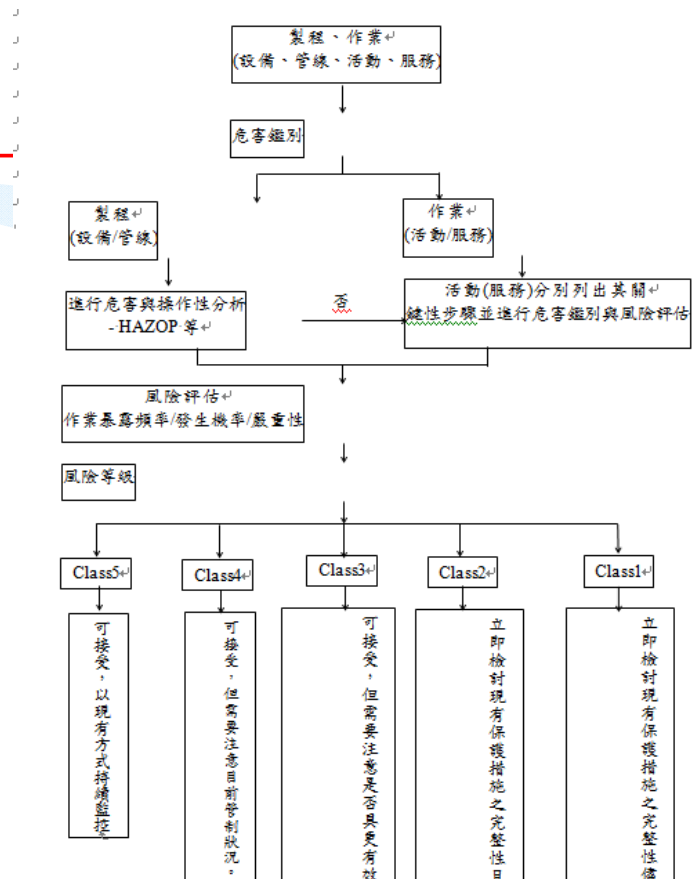 製程、作業
(設備、管線、活動、服務)
危害鑑別
製程
(設備/管線)
作業
(活動/服務)
進行危害與操作性分析
- HAZOP 等
否
活動(服務)分別列出其關
鍵性步驟並進行危害鑑別與風險評估
風險評估
作業暴露頻率/發生機率/嚴重性
風險等級
Class5
Class4
Class3
Class2
Class1
可接受，以現有方式持續監控。
可接受，但需要注意目前管制狀況。
可接受，但需要注意是否具更有效
立即檢討現有保護措施之完整性且
立即檢討現有保護措施之完整性儘